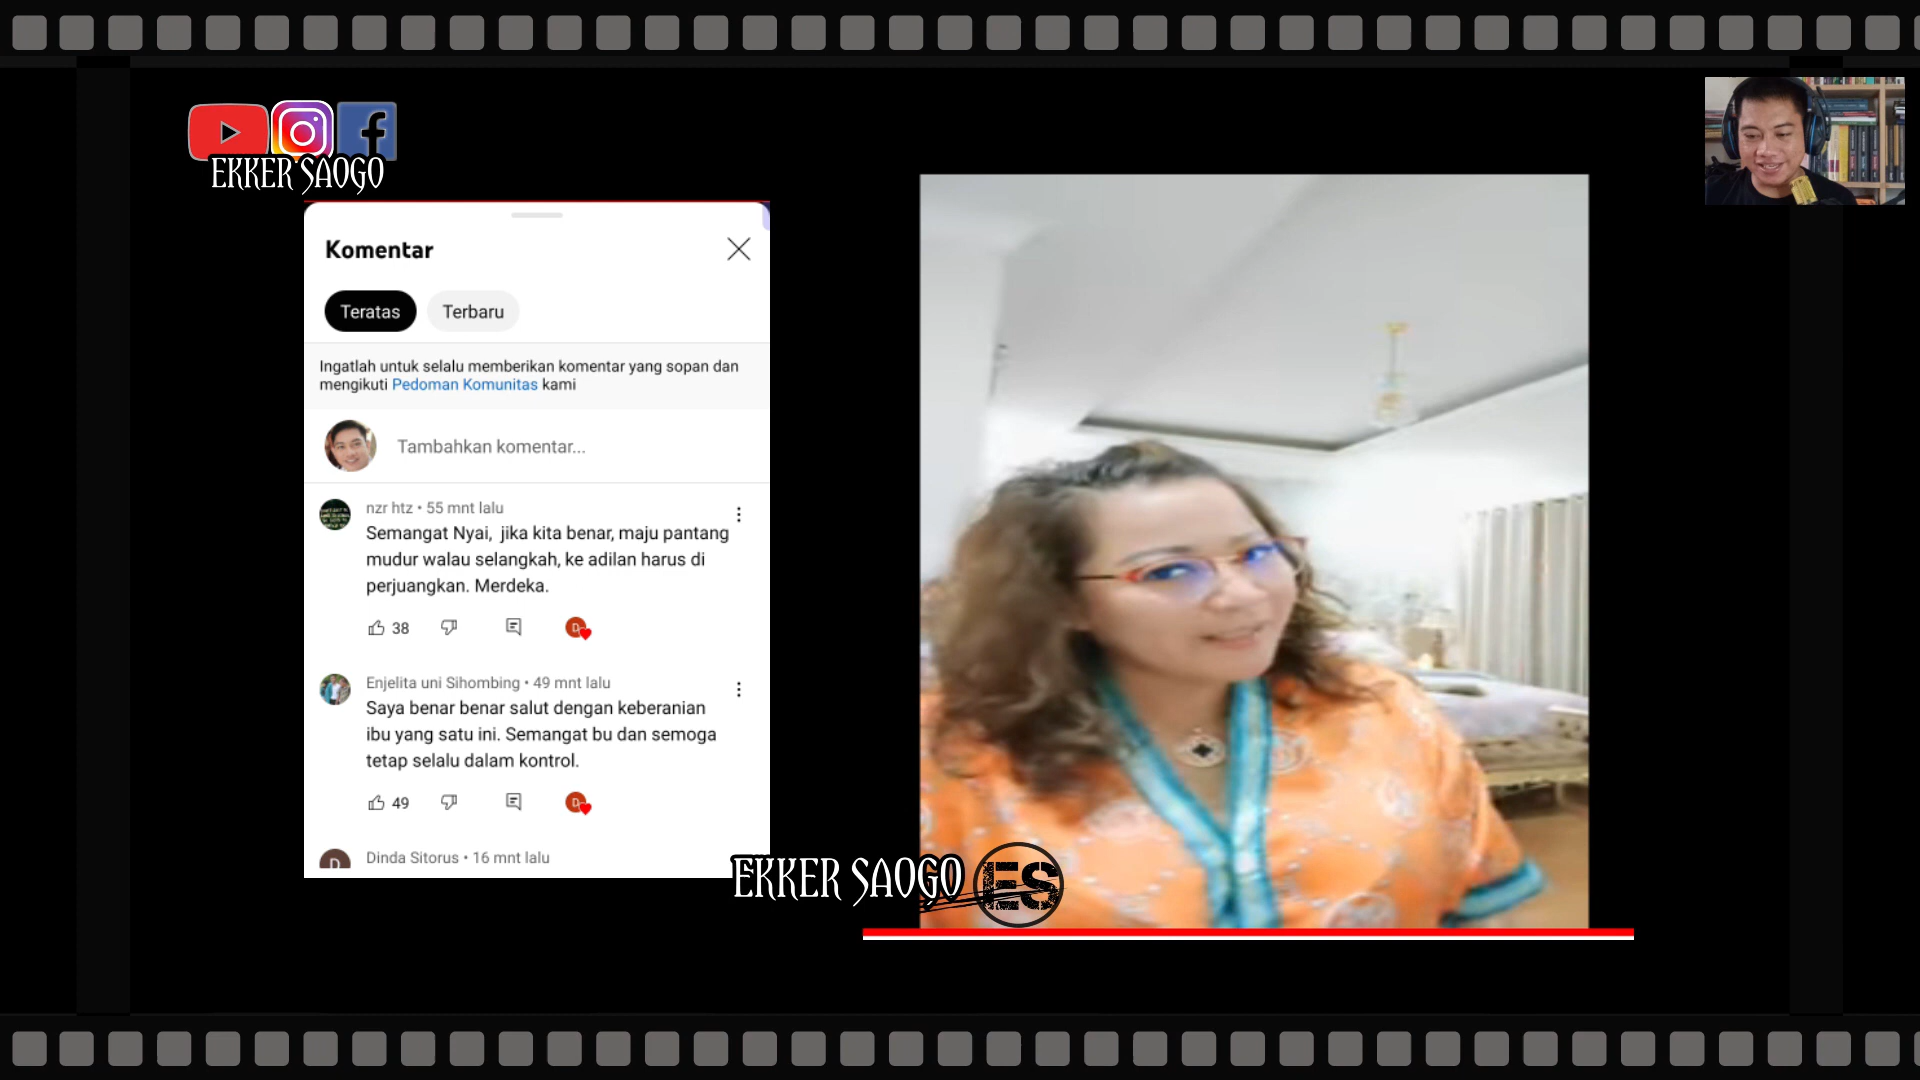 EKKER SAOGO
Komentar
Teratas
Terbaru
Ingatlah untuk selalu memberikan komentar yang sopan dan
mengikuti Pedoman Komunitas kami
Tambahkan komentar...
nzr htz • 55 mnt lalu
Semangat Nyai,  jika kita benar, maju pantang
mudur walau selangkah, ke adilan harus di
perjuangkan. Merdeka.
38
D
Enjelita uni Sihombing • 49 mnt lalu
Saya benar benar salut dengan keberanian
ibu yang satu ini. Semangat bu dan semoga
tetap selalu dalam kontrol.
49
D
D
Dinda Sitorus • 16 mnt lalu
EKKER SAOGO
ES